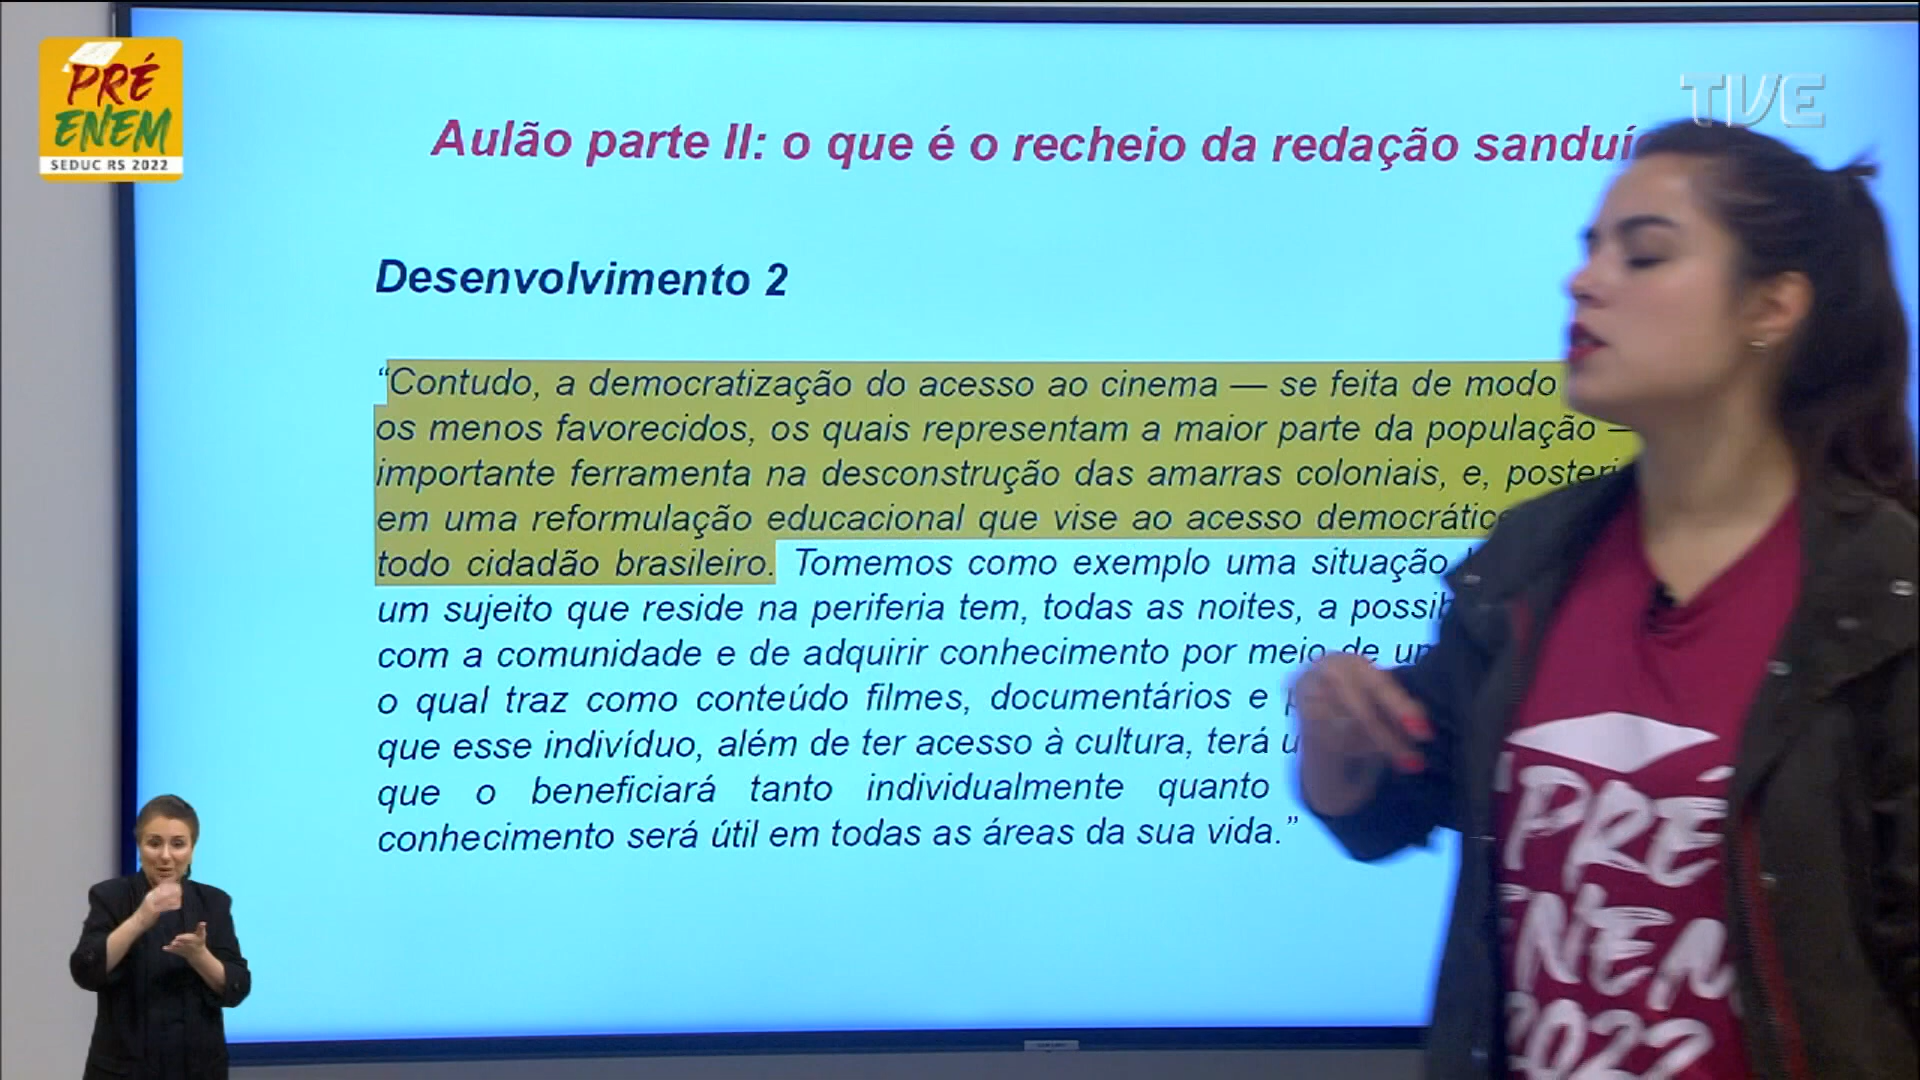 PRÉ
ENEM
SEDUC RS 2022
TVE
Aulão parte II: o que é o recheio da redação
Desenvolvimento 2
“Contudo, a democratização do acesso ao cinema — se feita de modo
os menos favorecidos, os quais representam a maior parte da população —
importante ferramenta na desconstrução das amarras coloniais, e,
em uma reformulação educacional que vise ao acesso
todo cidadão brasileiro. Tomemos como exemplo uma situação
um sujeito que reside na periferia tem, todas as noites, a
com a comunidade e de adquirir conhecimento por meio de
o qual traz como conteúdo filmes, documentários e
que esse indivíduo, além de ter acesso à cultura, terá
que o beneficiará tanto individualmente quanto
conhecimento será útil em todas as áreas da sua vida.”
PRÉ
ENEM
2022